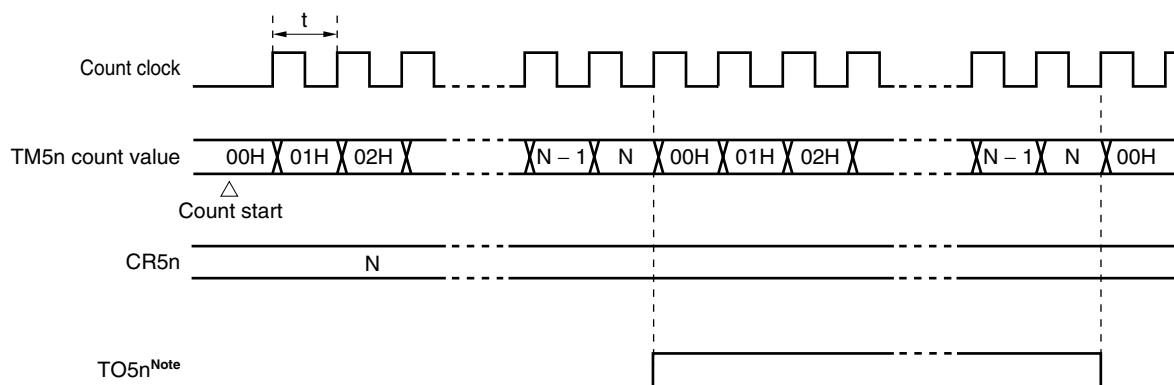 t
Count clock
TM5n count value 00H 01H 02H N – 1 N 00H 01H 02H N – 1 N 00H
Count start
CR5n N
TO5nNote